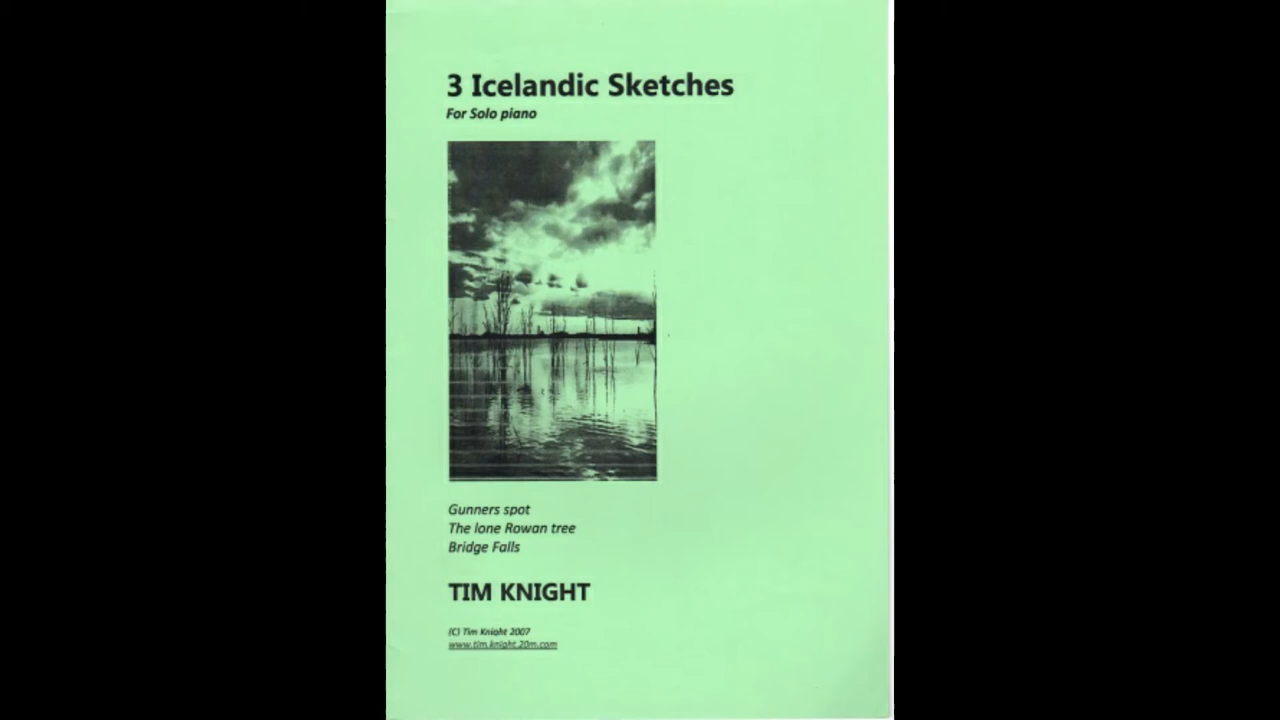 3 Icelandic Sketches
For Solo piano
Gunners spot
The lone Rowan tree
Bridge Falls
TIM KNIGHT
(C) Tim Knight 2007
www.tim.knight.20m.com